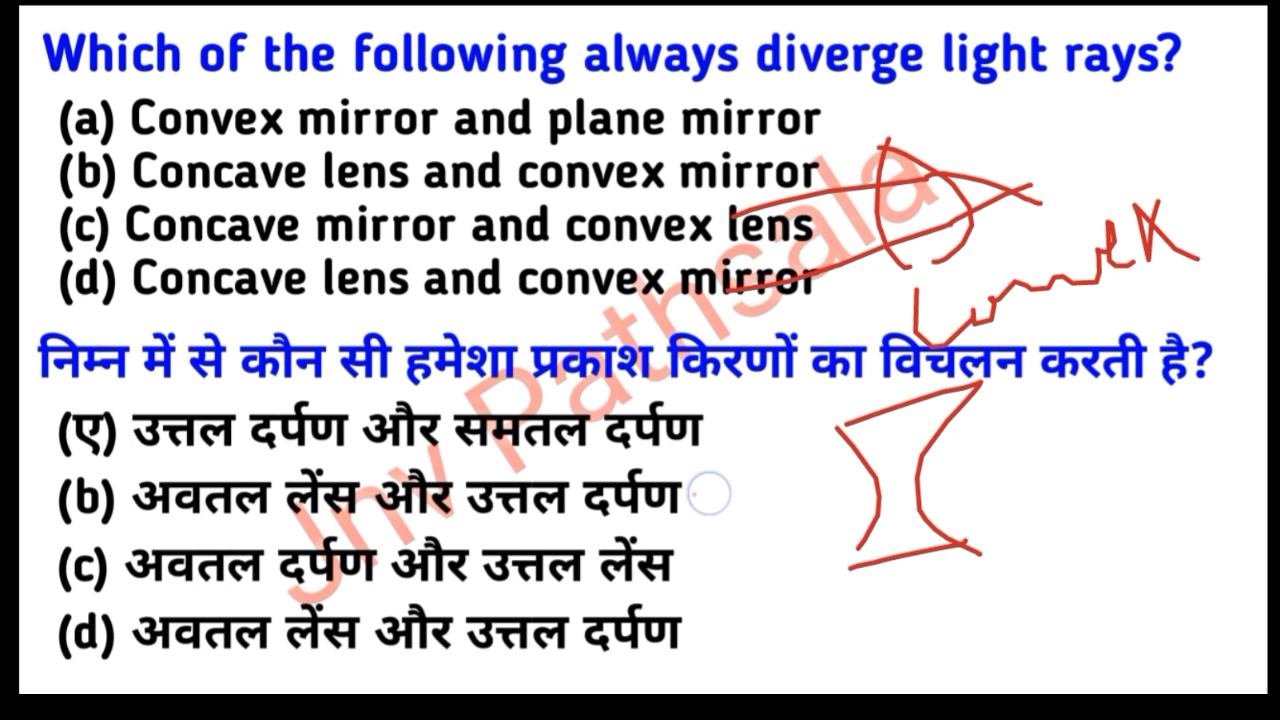 Which of the following always diverge light rays?
(a) Convex mirror and plane mirror
(b) Concave lens and convex mirror
(c) Concave mirror and convex lens
(d) Concave lens and convex mirror
निम्न में से कौन सी हमेशा प्रकाश किरणों का विचलन करती है?
(ए) उत्तल दर्पण और समतल दर्पण
(b) अवतल लेंस और उत्तल दर्पण
(c) अवतल दर्पण और उत्तल लेंस
(d) अवतल लेंस और उत्तल दर्पण
Jnv Pathsala